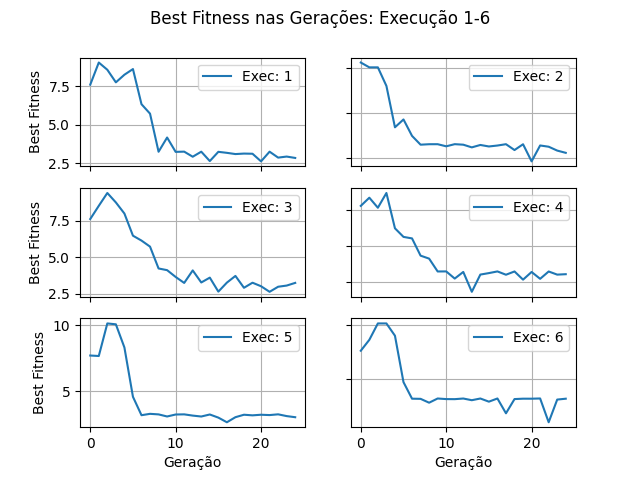 Best Fitness nas Gerações: Execução 1-6
Best Fitness
7.5
5.0
2.5
Exec: 1
Exec: 2
Best Fitness
7.5
5.0
2.5
Exec: 3
Exec: 4
Best Fitness
10
5
Exec: 5
Exec: 6
0
10
20
0
10
20
Geração
Geração